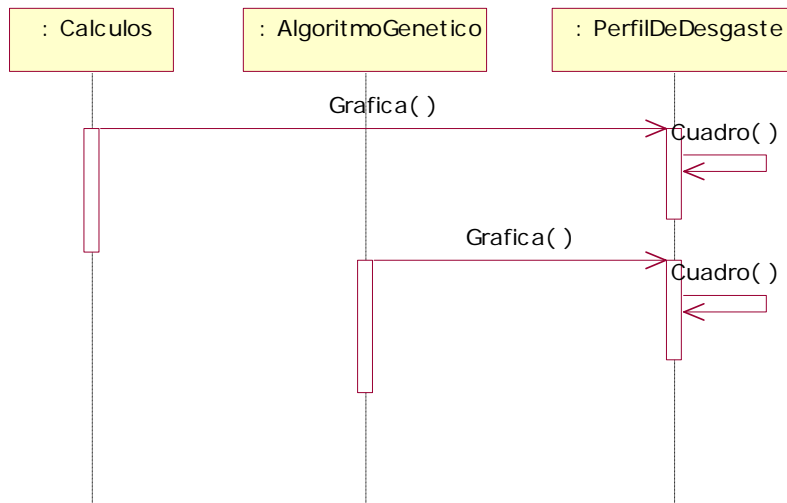 : Calculos
: AlgoritmoGenetico
: PerfilDeDesgaste
Grafica( )
Cuadro( )
Grafica( )
Cuadro( )